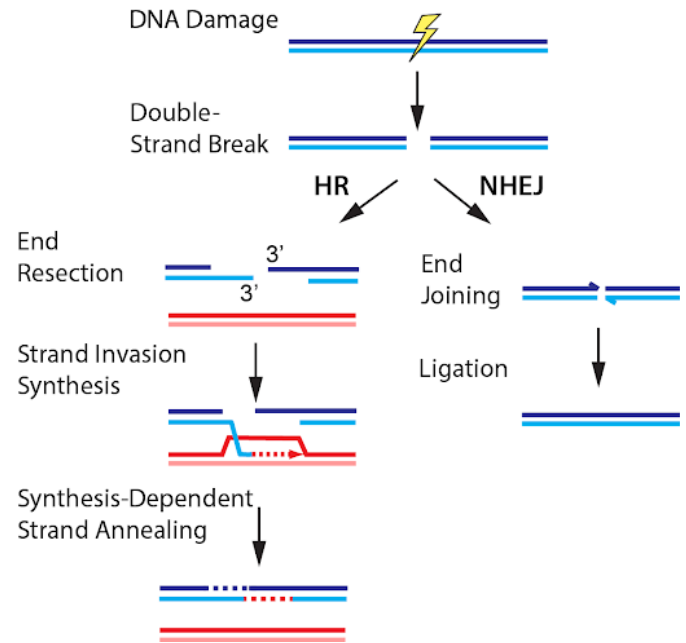 DNA Damage
Double-
Strand Break
HR
NHEJ
End
Resection
3’
3’
End
Joining
Strand Invasion
Synthesis
Ligation
Synthesis-Dependent
Strand Annealing